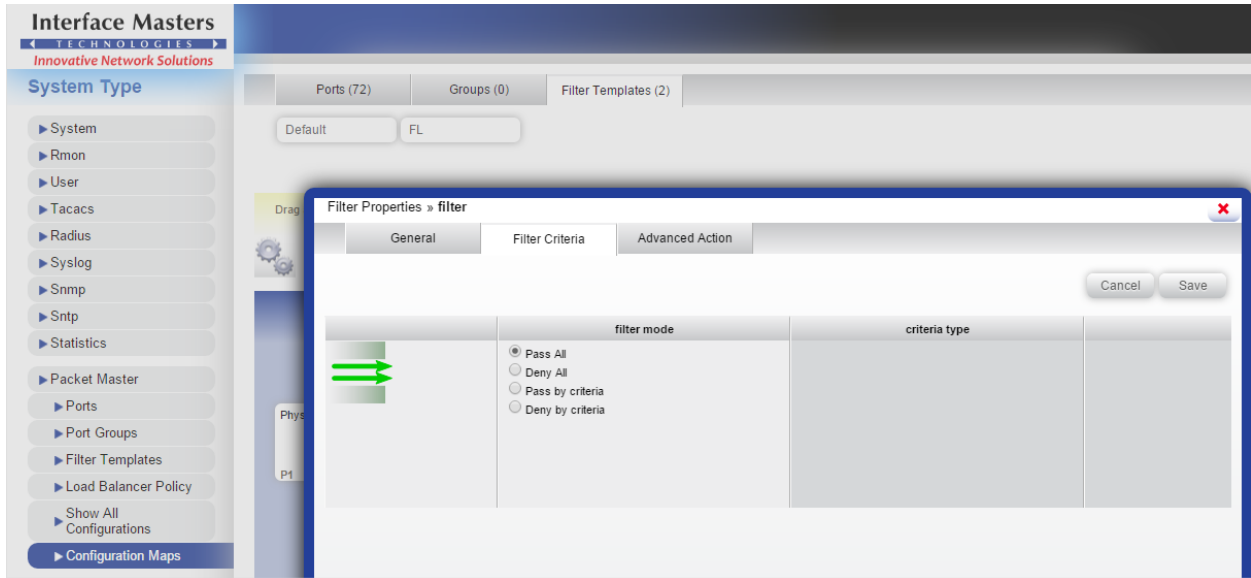 Interface Masters
TECHNOLOGIES
Innovative Network Solutions
System Type
System
Rmon
User
Tacacs
Radius
Syslog
Snmp
Sntp
Statistics
Packet Master
Ports
Port Groups
Filter Templates
Load Balancer Policy
Show All
Configurations
Configuration Maps
Ports (72)
Groups (0)
Filter Templates (2)
Default
FL
Drag
Phys
P1
Filter Properties » filter
General
Filter Criteria
Advanced Action
Cancel
Save
filter mode
criteria type
Pass All
Deny All
Pass by criteria
Deny by criteria